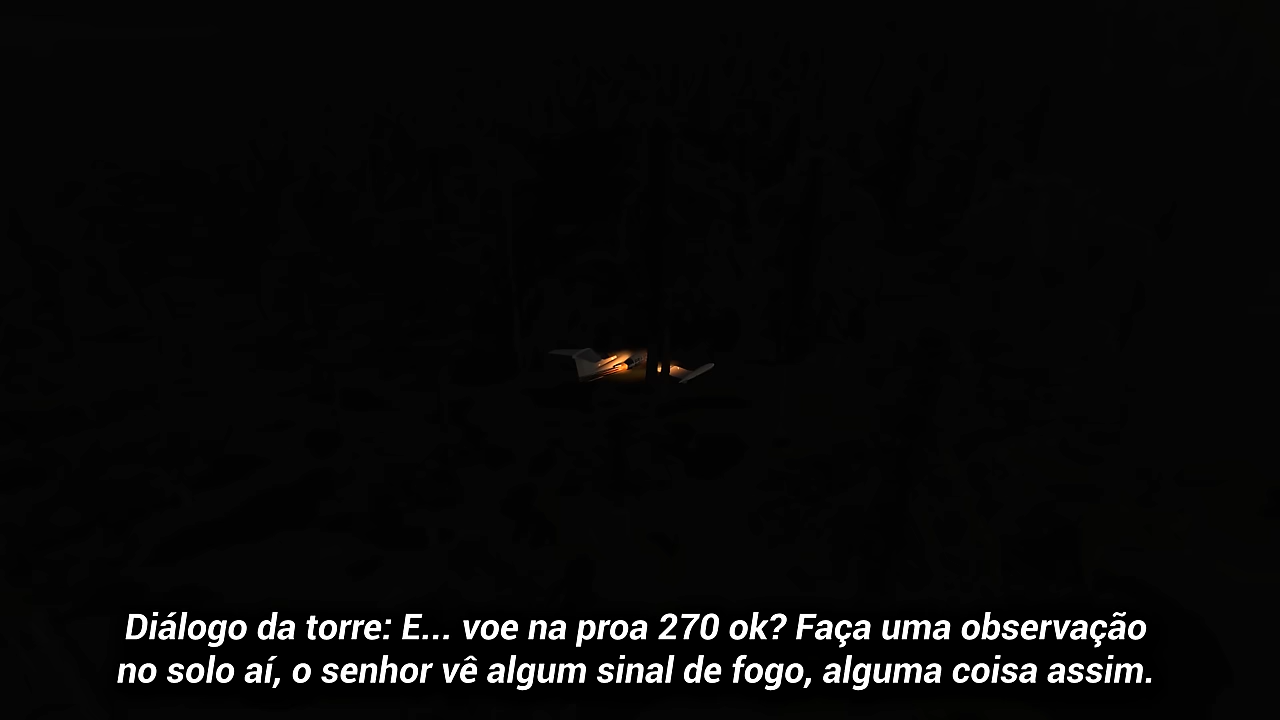 Diálogo da torre: E... voe na proa 270 ok? Faça uma observação
no solo aí, o senhor vê algum sinal de fogo, alguma coisa assim.